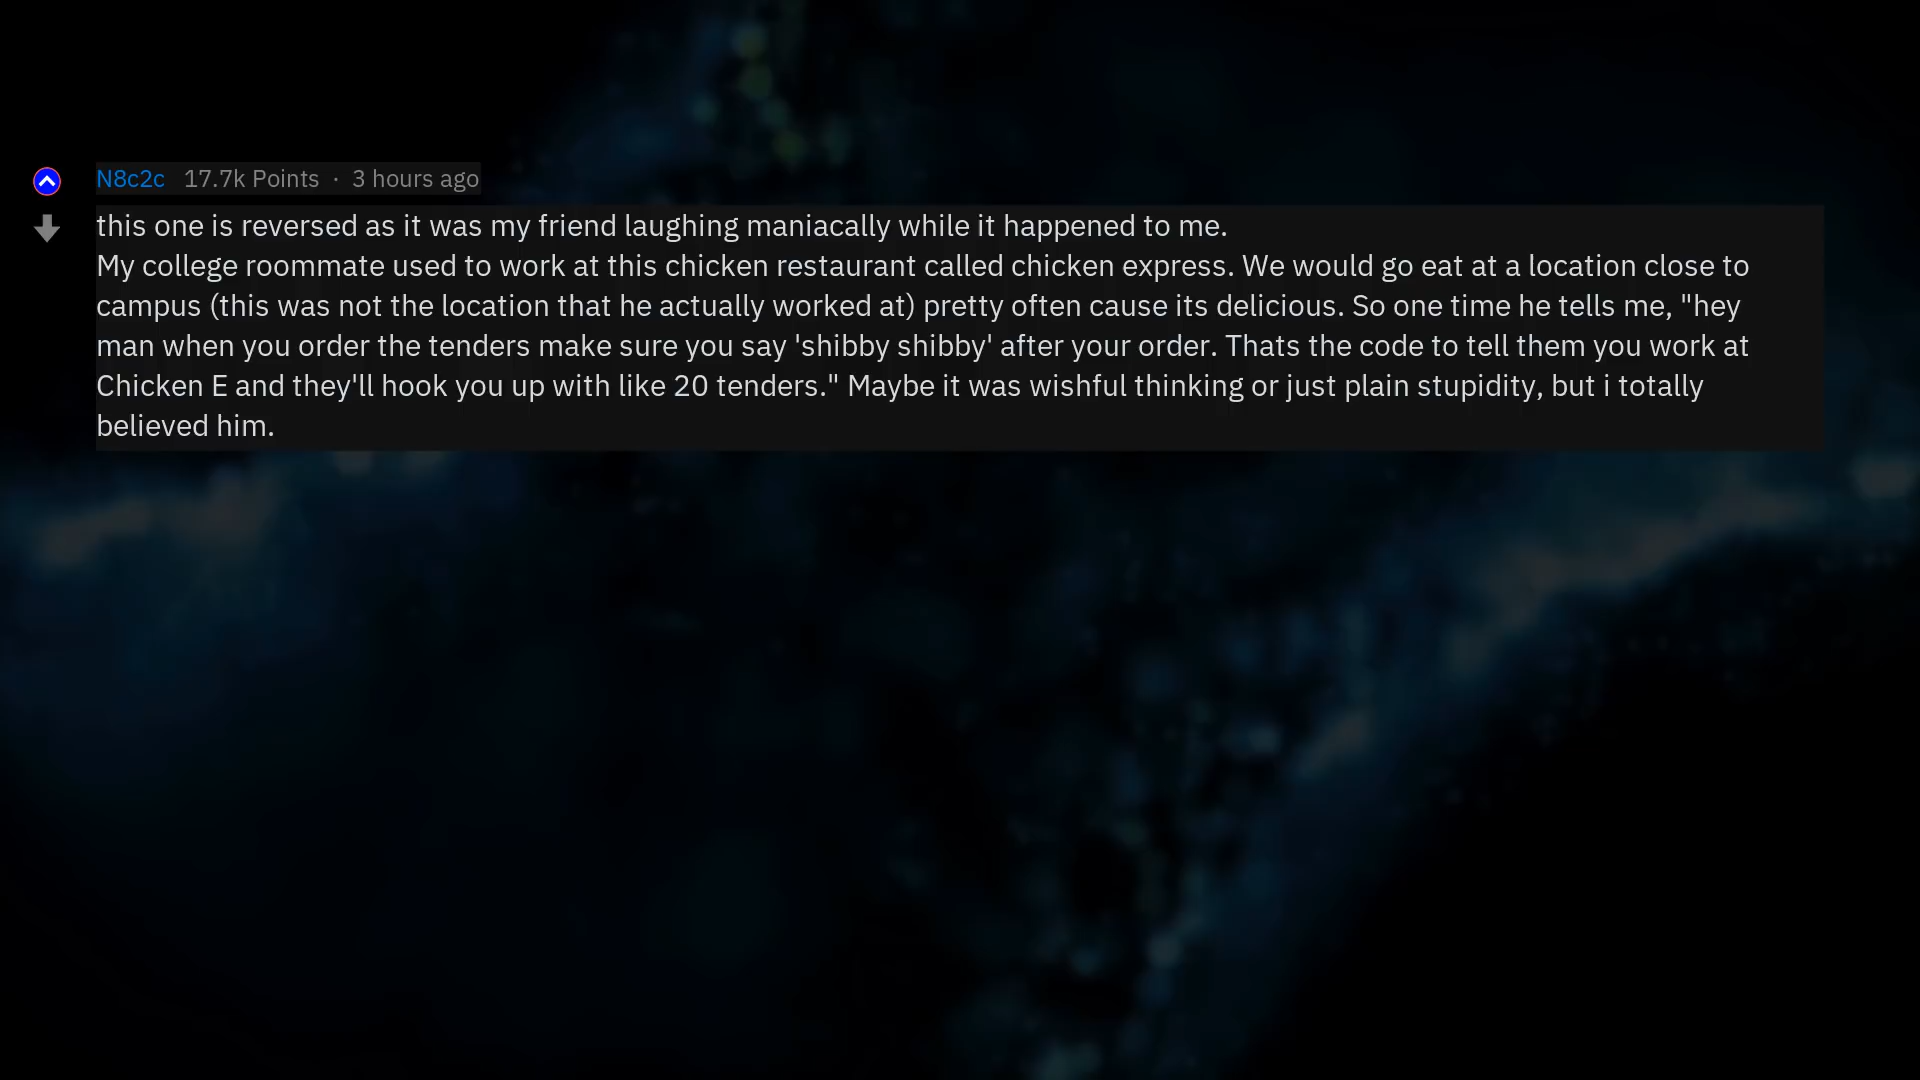 N8c2c 17.7k Points · 3 hours ago
this one is reversed as it was my friend laughing maniacally while it happened to me.
My college roommate used to work at this chicken restaurant called chicken express. We would go eat at a location close to
campus (this was not the location that he actually worked at) pretty often cause its delicious. So one time he tells me, "hey
man when you order the tenders make sure you say 'shibby shibby' after your order. Thats the code to tell them you work at
Chicken E and they'll hook you up with like 20 tenders." Maybe it was wishful thinking or just plain stupidity, but i totally
believed him.